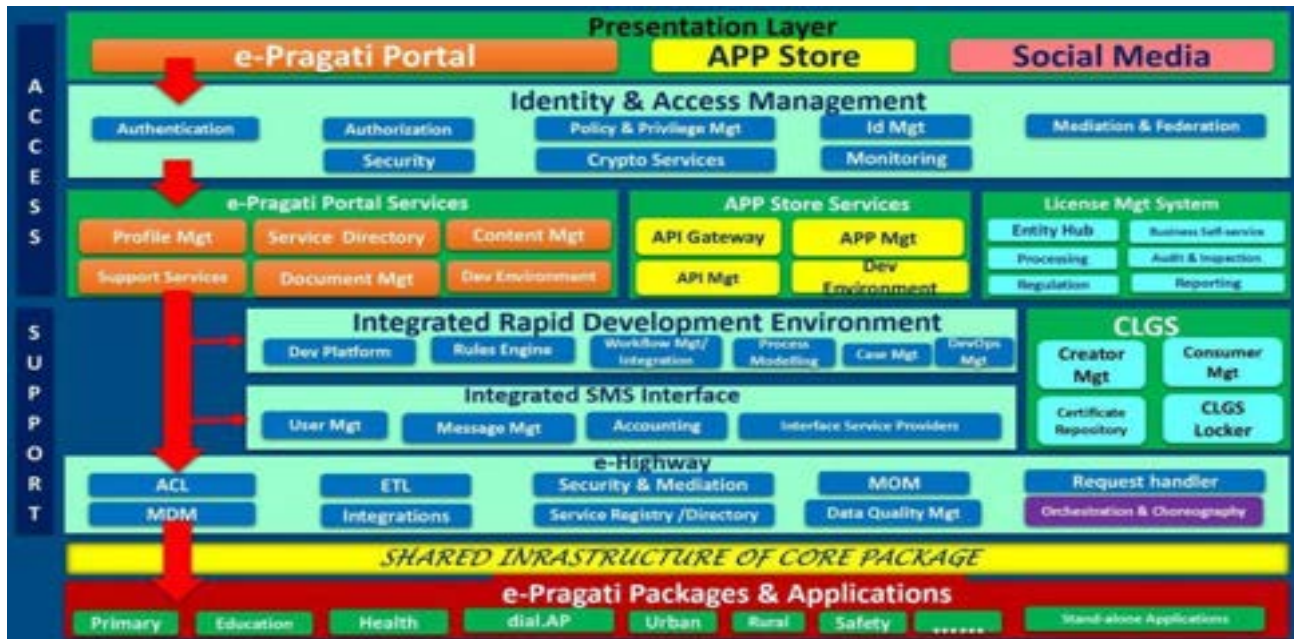 Presentation Layer
e-Pragati Portal
APP Store
Social Media
ACCESS
Identity & Access Management
Authentication
Authorization
Policy & Privilege Mgt
Id Mgt
Mediation & Federation
Security
Crypto Services
Monitoring
e-Pragati Portal Services
Profile Mgt
Service Directory
Content Mgt
Support Services
Document Mgt
Dev Environment
APP Store Services
API Gateway
APP Mgt
API Mgt
Dev
Environment
License Mgt System
Entity Hub
Business Self-service
Processing
Audit & Inspection
Regulation
Reporting
SUPPORT
Integrated Rapid Development Environment
Dev Platform
Rules Engine
Workflow Mgt/
Integration
Process
Modelling
Case Mgt
DevOps
Mgt
Integrated SMS Interface
User Mgt
Message Mgt
Accounting
Interface Service Providers
CLGS
Creator
Mgt
Consumer
Mgt
Certificate
Repository
CLGS
Locker
e-Highway
ACL
ETL
Security & Mediation
MOM
Request handler
MDM
Integrations
Service Registry /Directory
Data Quality Mgt
Orchestration & Choreography
SHARED INRASTRUCTURE OF CORE PACKAGE
e-Pragati Packages & Applications
Primary
Education
Health
dial.AP
Urban
Rural
Safety
......
Stand-alone Applications